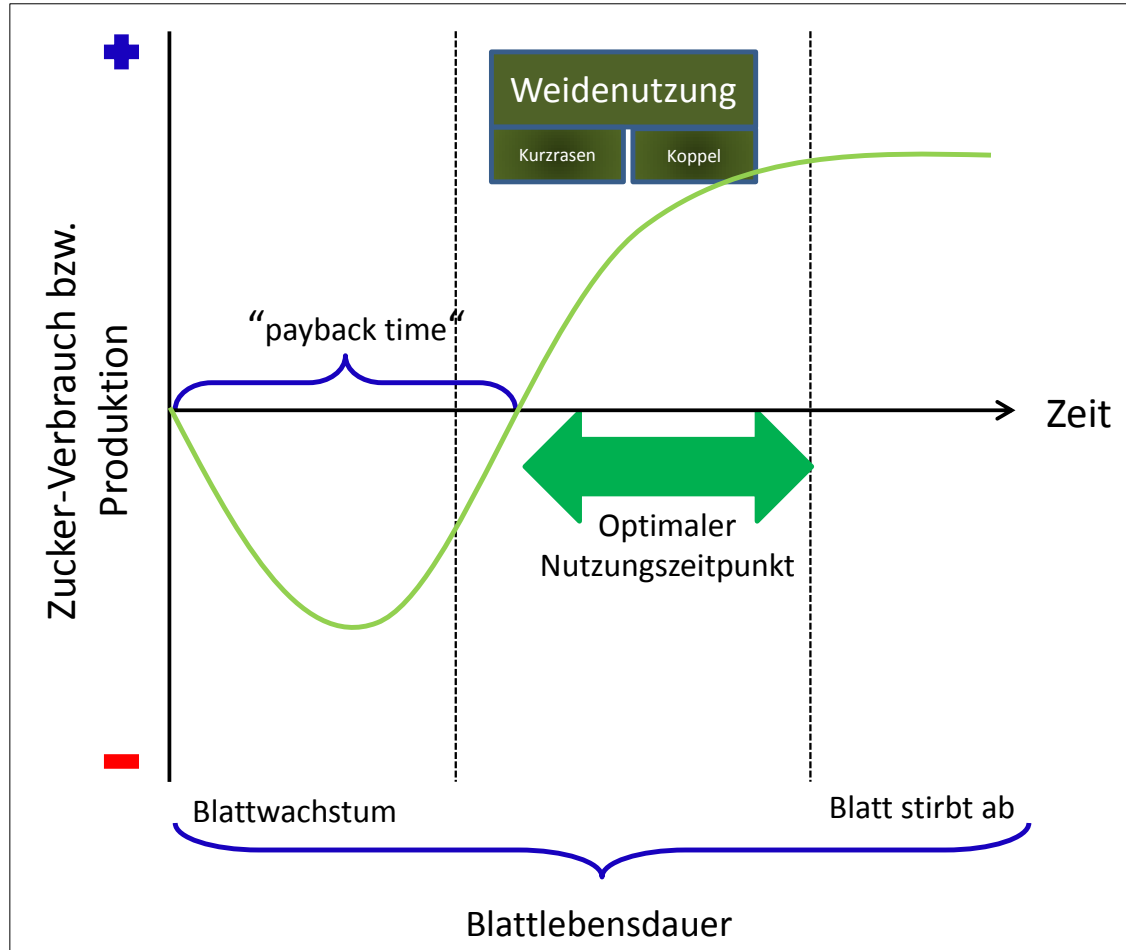 Weidenutzung
Kurzrasen
Koppel
Zucker-Verbrauch bzw.
Produktion
“payback time“
Zeit
Optimaler
Nutzungszeitpunkt
Blattwachstum
Blatt stirbt ab
Blattlebensdauer